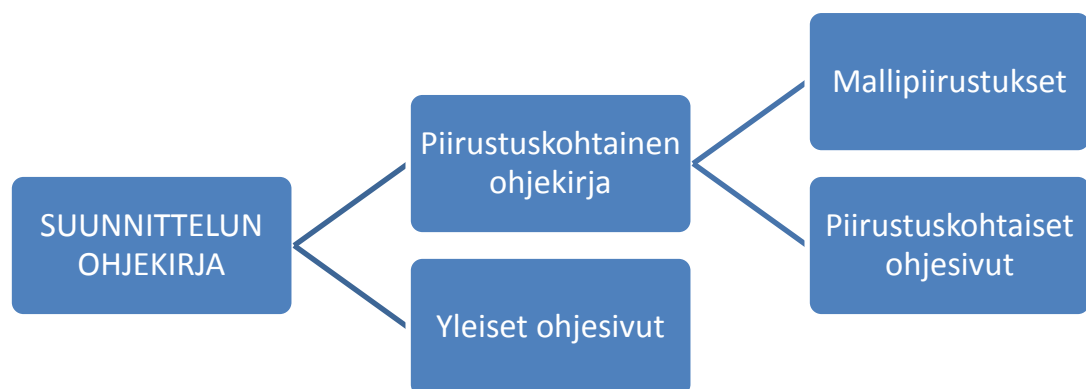 SUUNNITTELUN
OHJEKIRJA
Piirustuskohtainen
ohjekirja
Yleiset ohjesivut
Mallipiirustukset
Piirustuskohtaiset
ohjesivut